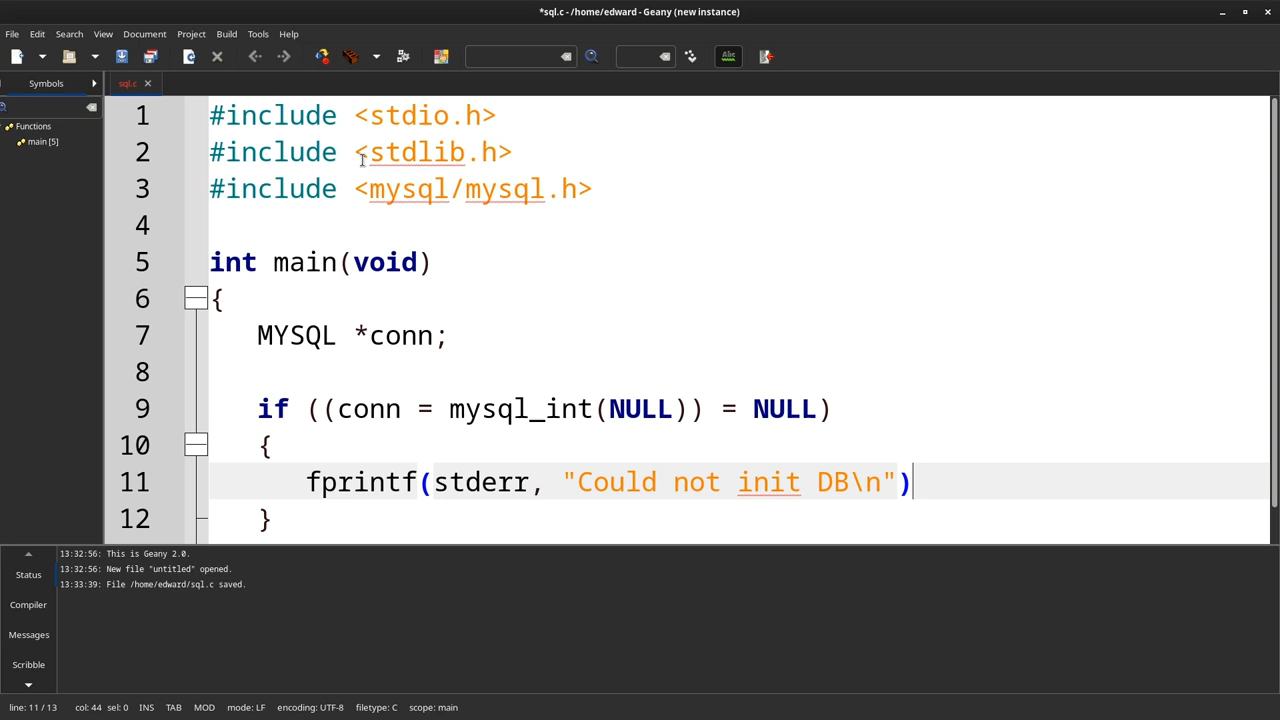 *sql.c - /home/edward - Geany (new instance)
File Edit Search View Document Project Build Tools Help
Symbols
sql.c
Functions
main [5]
1 #include <stdio.h>
2 #include <stdlib.h>
3 #include <mysql/mysql.h>
4
5 int main(void)
6 {
7 MYSQL *conn;
8
9 if ((conn = mysql_int(NULL)) = NULL)
10 {
11 fprintf(stderr, "Could not init DB\n")
12 }
Status
Compiler
Messages
Scribble
13:32:56: This is Geany 2.0.
13:32:56: New file "untitled" opened.
13:33:39: File /home/edward/sql.c saved.
line: 11 / 13 col: 44 sel: 0 INS TAB MOD mode: LF encoding: UTF-8 filetype: C scope: main